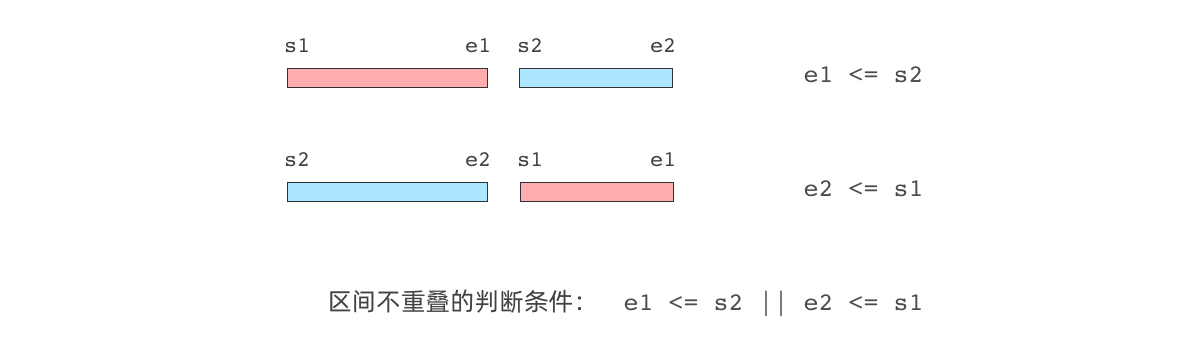 s1 e1 s2 e2
e1 <= s2
s2 e2 s1 e1
e2 <= s1
区间不重叠的判断条件： e1 <= s2 || e2 <= s1